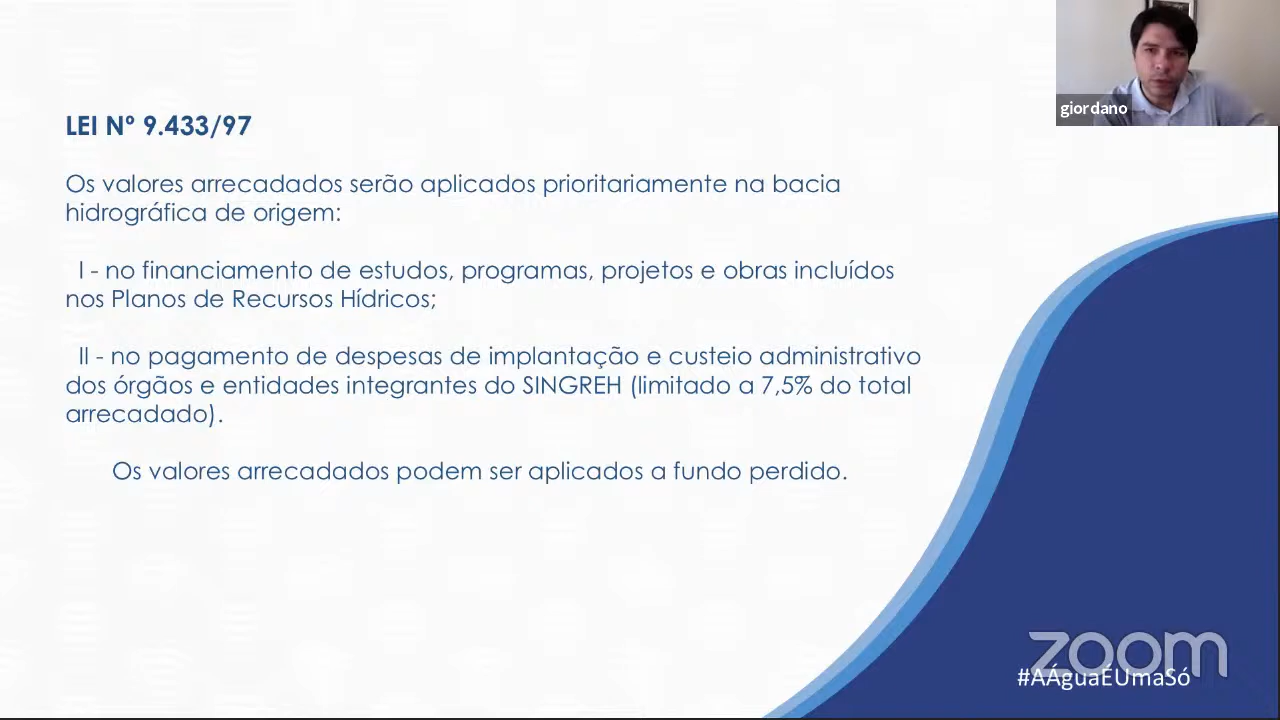 giordano
LEI Nº 9.433/97
Os valores arrecadados serão aplicados prioritariamente na bacia
hidrográfica de origem:
I - no financiamento de estudos, programas, projetos e obras incluídos
nos Planos de Recursos Hídricos;
II - no pagamento de despesas de implantação e custeio administrativo
dos órgãos e entidades integrantes do SINGREH (limitado a 7,5% do total
arrecadado).
Os valores arrecadados podem ser aplicados a fundo perdido.
zoom
#AÁguaÉUmaSó